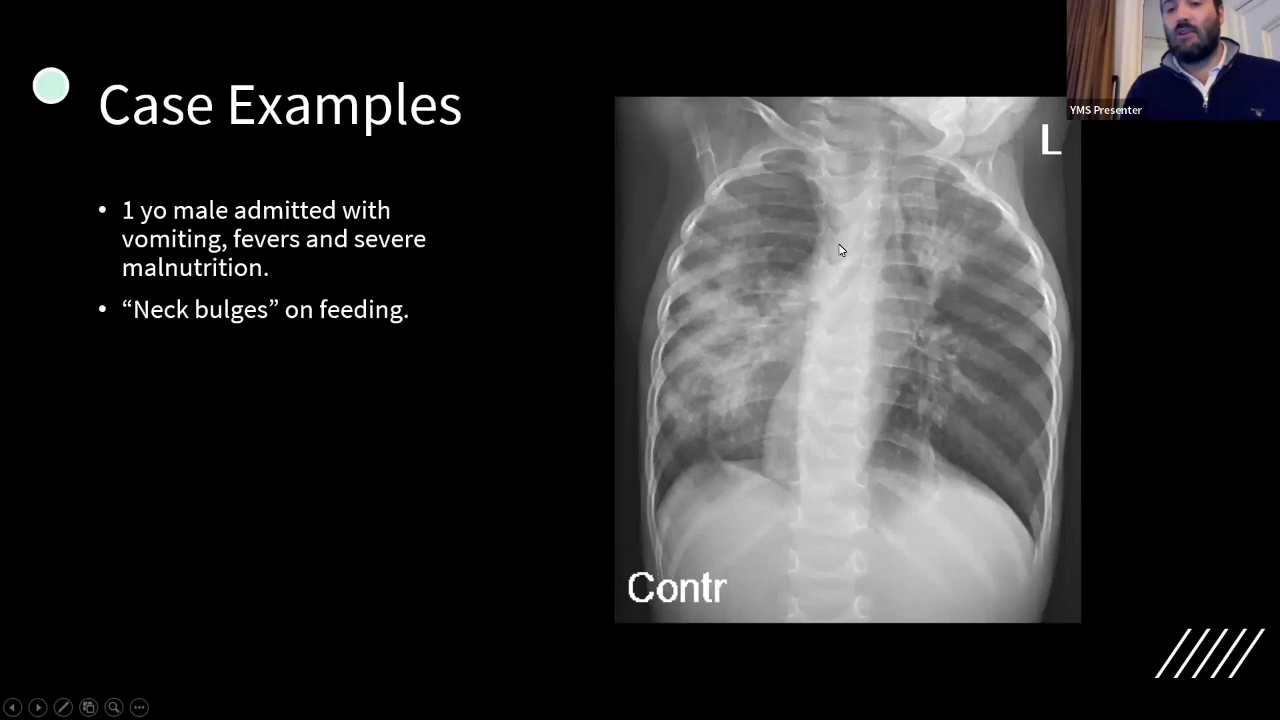 YMS Presenter
Case Examples
L
• 1 yo male admitted with
vomiting, fevers and severe
malnutrition.
• “Neck bulges” on feeding.
Contr